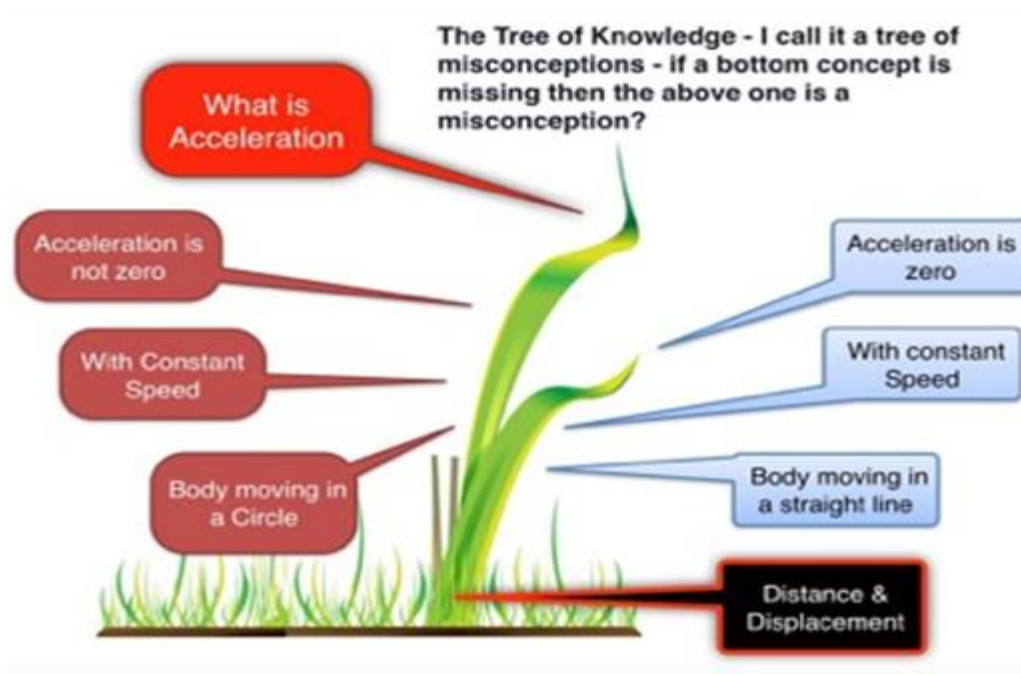 The Tree of Knowledge - I call it a tree of
misconceptions - if a bottom concept is
missing then the above one is a
misconception?
What is
Acceleration
Acceleration is
not zero
Acceleration is
zero
With Constant
Speed
With constant
Speed
Body moving in
a Circle
Body moving in
a straight line
Distance &
Displacement